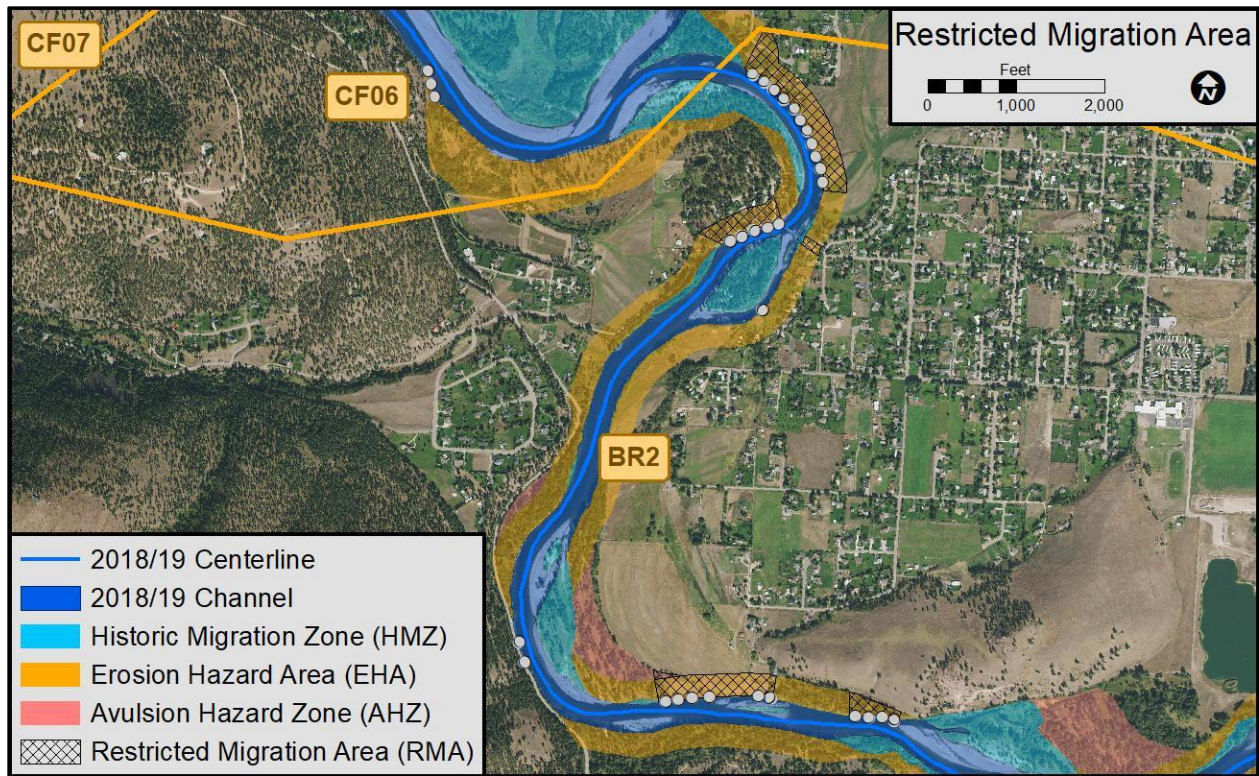 CF07
CF06
Restricted Migration Area
Feet
0 1,000 2,000
N
BR2
2018/19 Centerline
2018/19 Channel
Historic Migration Zone (HMZ)
Erosion Hazard Area (EHA)
Avulsion Hazard Zone (AHZ)
Restricted Migration Area (RMA)